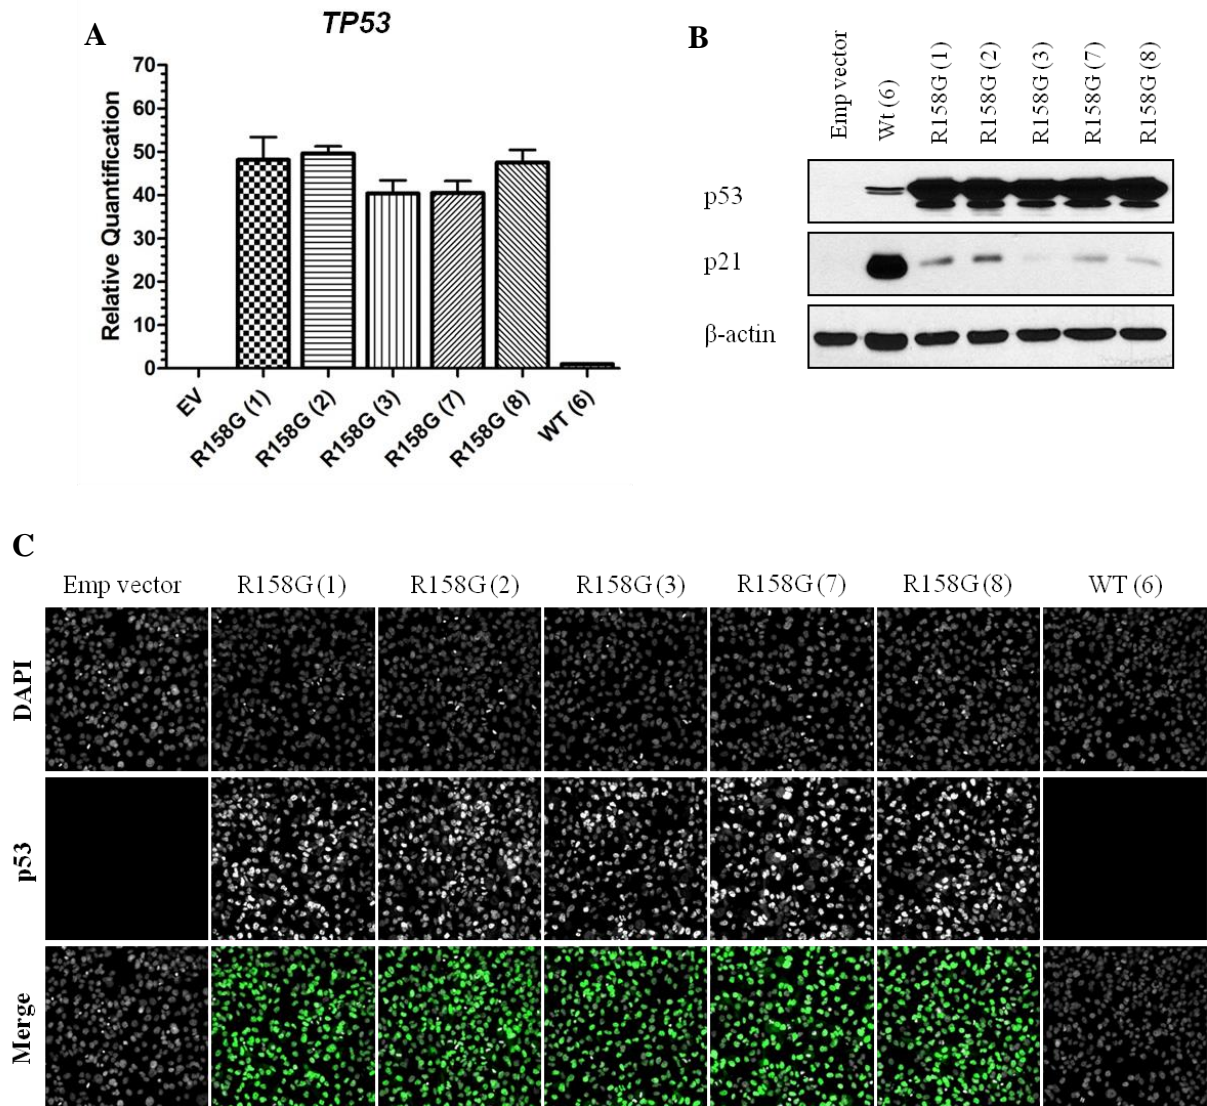 A
TP53
Relative Quantification
70
60
50
40
30
20
10
0
EV
R158G (1)
R158G (2)
R158G (3)
R158G (7)
R158G (8)
WT (6)
B
Emp vector
Wt (6)
R158G (1)
R158G (2)
R158G (3)
R158G (7)
R158G (8)
p53
p21
β-actin
C
Emp vector R158G (1) R158G (2) R158G (3) R158G (7) R158G (8) WT (6)
DAPI
p53
Merge